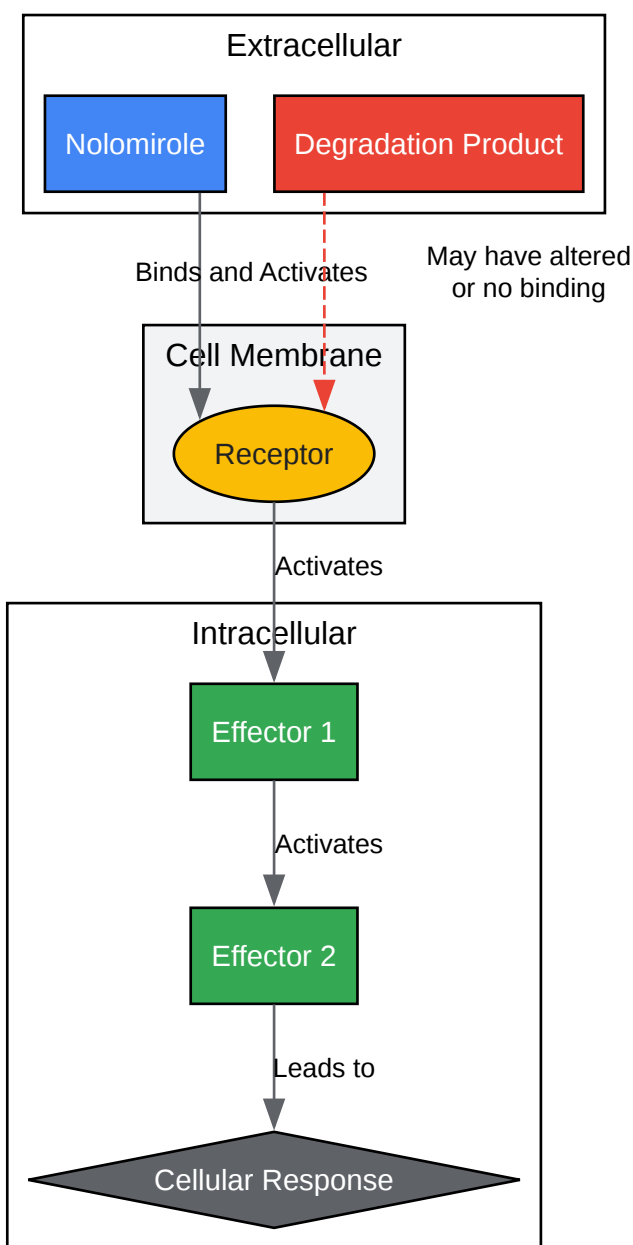 Extracellular
Nolomirole
Degradation Product
Binds and Activates
May have altered
or no binding
Cell Membrane
Receptor
Activates
Intracellular
Effector 1
Activates
Effector 2
Leads to
Cellular Response